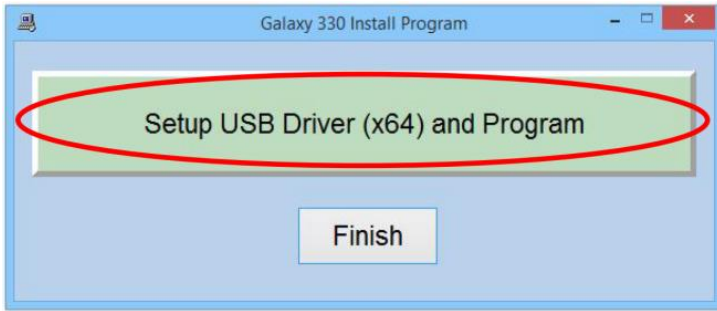 Galaxy 330 Install Program
Setup USB Driver (x64) and Program
Finish